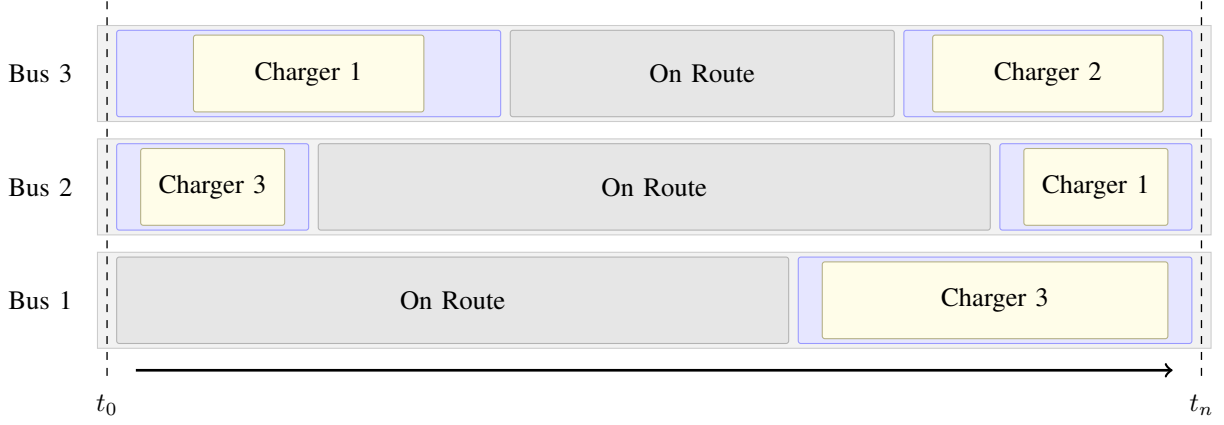 Bus 3
Charger 1
On Route
Charger 2
Bus 2
Charger 3
On Route
Charger 1
Bus 1
On Route
Charger 3
t₀
tₙ